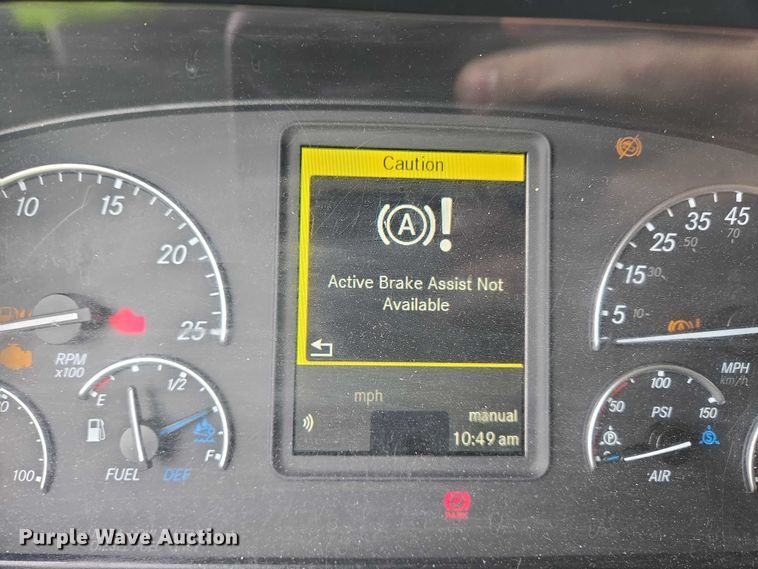 Caution
(A)!
Active Brake Assist Not
Available
mph
manual
10:49 am
10
15
20
25
RPM
x100
E
1/2
F
FUEL
DEF
100
5
15
25
35
45
10
30
50
70
MPH
km/h
50
100
150
PSI
P
S
AIR
PARK
Purple Wave Auction